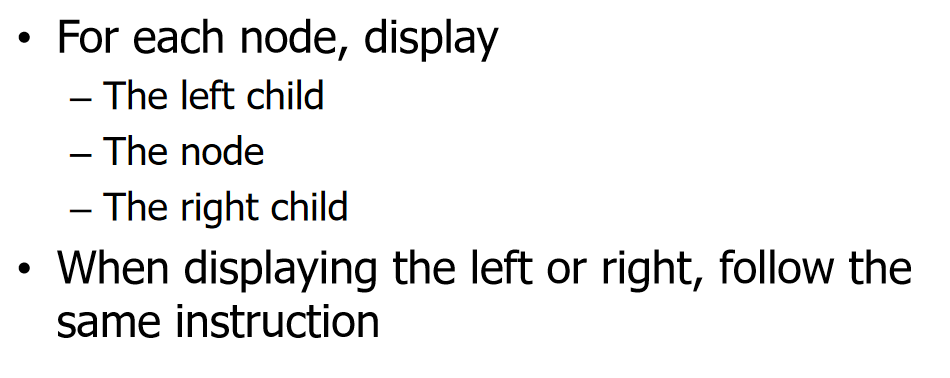 • For each node, display
– The left child
– The node
– The right child
• When displaying the left or right, follow the
same instruction